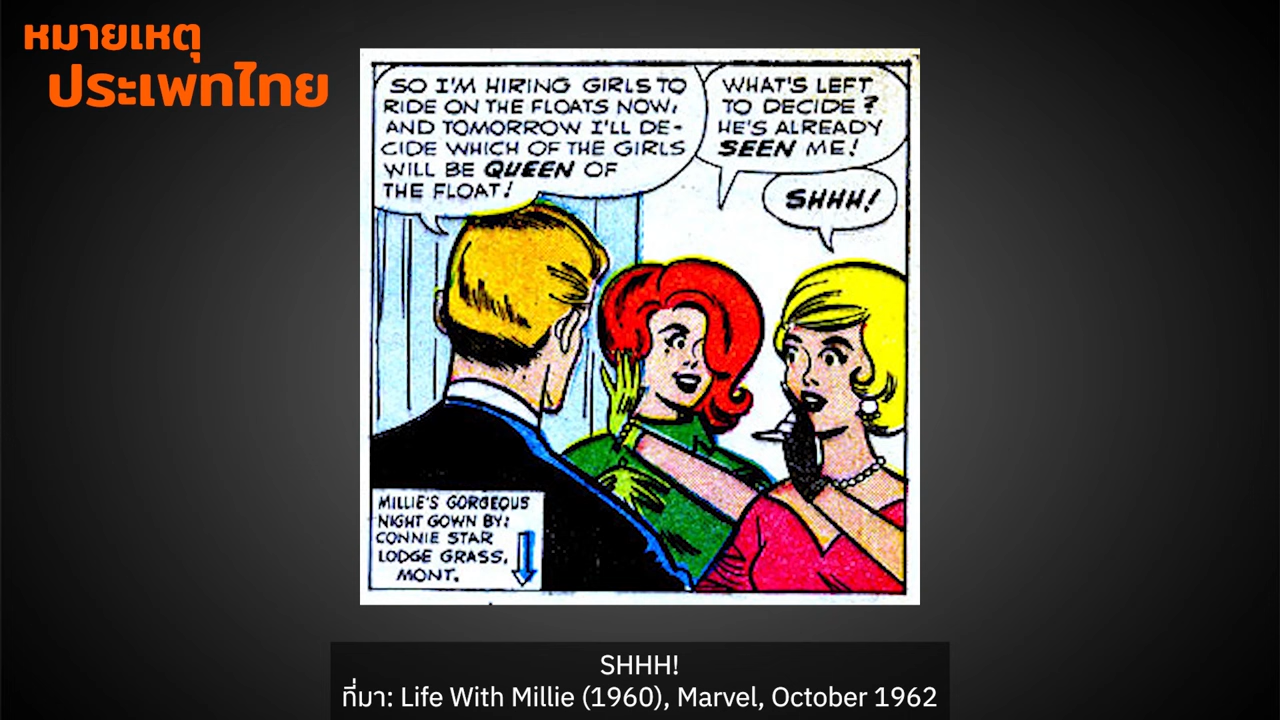 หมายเหตุ
ประเพทไทย
SO I'M HIRING GIRLS TO
RIDE ON THE FLOATS NOW,
AND TOMORROW I'LL DE-
CIDE WHICH OF THE GIRLS
WILL BE QUEEN OF
THE FLOAT!
WHAT'S LEFT
TO DECIDE?
HE'S ALREADY
SEEN ME!
SHHH!
MILLIE'S GORGEOUS
NIGHT GOWN BY:
CONNIE STAR
LODGE GRASS,
MONT.
SHHH!
ที่มา: Life With Millie (1960), Marvel, October 1962